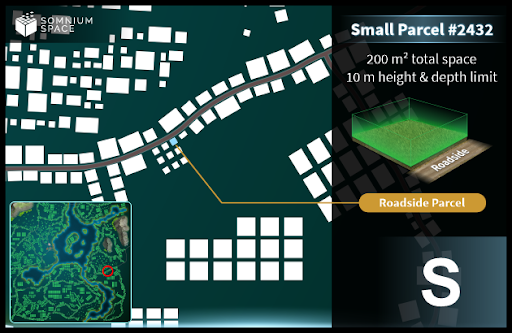 SOMNIUM
SPACE
Small Parcel #2432
200 m² total space
10 m height & depth limit
Roadside
Roadside Parcel
S